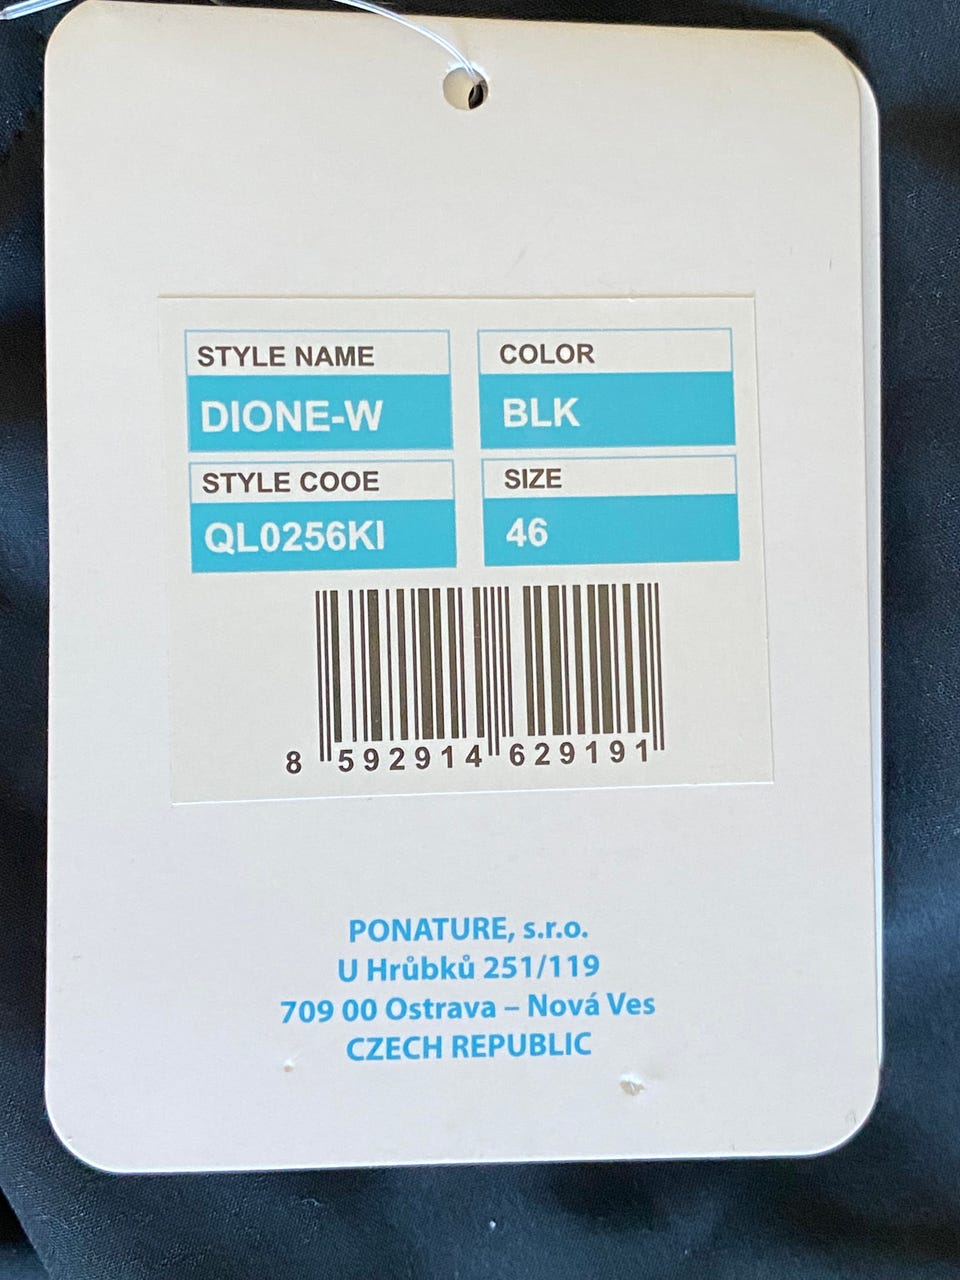 STYLE NAME
DIONE-W
COLOR
BLK
STYLE COOE
QL0256KI
SIZE
46
8 592914 629191
PONATURE, s.r.o.
U Hrůbků 251/119
709 00 Ostrava – Nová Ves
CZECH REPUBLIC